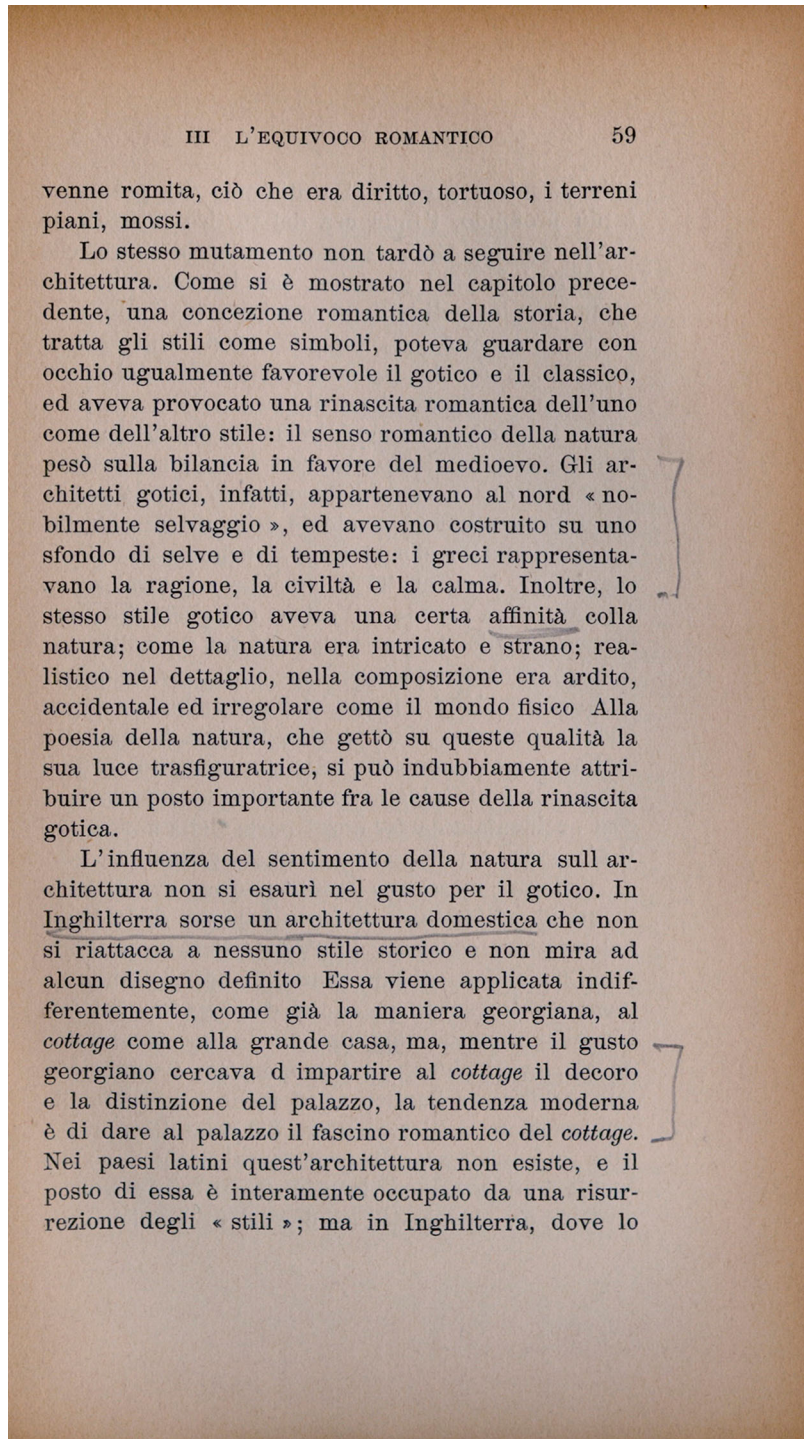 III L'EQUIVOCO ROMANTICO 59
venne romita, ciò che era diritto, tortuoso, i terreni
piani, mossi.
Lo stesso mutamento non tardò a seguire nell'ar-
chitettura. Come si è mostrato nel capitolo prece-
dente, una concezione romantica della storia, che
tratta gli stili come simboli, poteva guardare con
occhio ugualmente favorevole il gotico e il classico,
ed aveva provocato una rinascita romantica dell'uno
come dell'altro stile: il senso romantico della natura
pesò sulla bilancia in favore del medioevo. Gli ar-
chitetti gotici, infatti, appartenevano al nord « no-
bilmente selvaggio », ed avevano costruito su uno
sfondo di selve e di tempeste: i greci rappresenta-
vano la ragione, la civiltà e la calma. Inoltre, lo
stesso stile gotico aveva una certa affinità colla
natura; come la natura era intricato e strano; rea-
listico nel dettaglio, nella composizione era ardito,
accidentale ed irregolare come il mondo fisico Alla
poesia della natura, che gettò su queste qualità la
sua luce trasfiguratrice, si può indubbiamente attri-
buire un posto importante fra le cause della rinascita
gotica.
L'influenza del sentimento della natura sull ar-
chitettura non si esaurì nel gusto per il gotico. In
Inghilterra sorse un architettura domestica che non
si riattacca a nessuno stile storico e non mira ad
alcun disegno definito Essa viene applicata indif-
ferentemente, come già la maniera georgiana, al
cottage come alla grande casa, ma, mentre il gusto
georgiano cercava d impartire al cottage il decoro
e la distinzione del palazzo, la tendenza moderna
è di dare al palazzo il fascino romantico del cottage.
Nei paesi latini quest'architettura non esiste, e il
posto di essa è interamente occupato da una risur-
rezione degli « stili »; ma in Inghilterra, dove lo